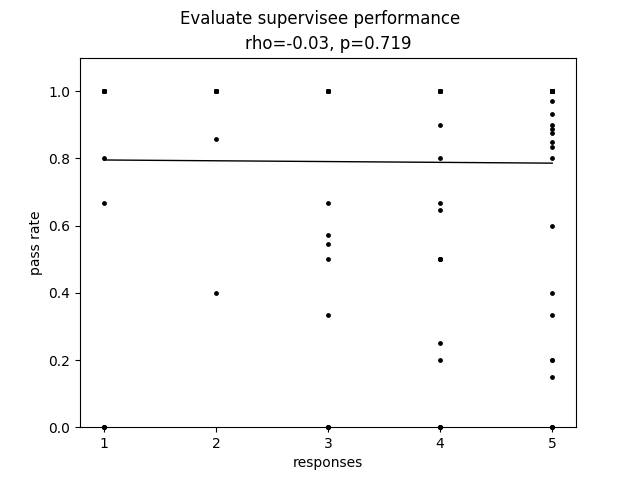 Evaluate supervisee performance
rho=-0.03, p=0.719
1.0
0.8
0.6
0.4
0.2
0.0
pass rate
1 2 3 4 5
responses